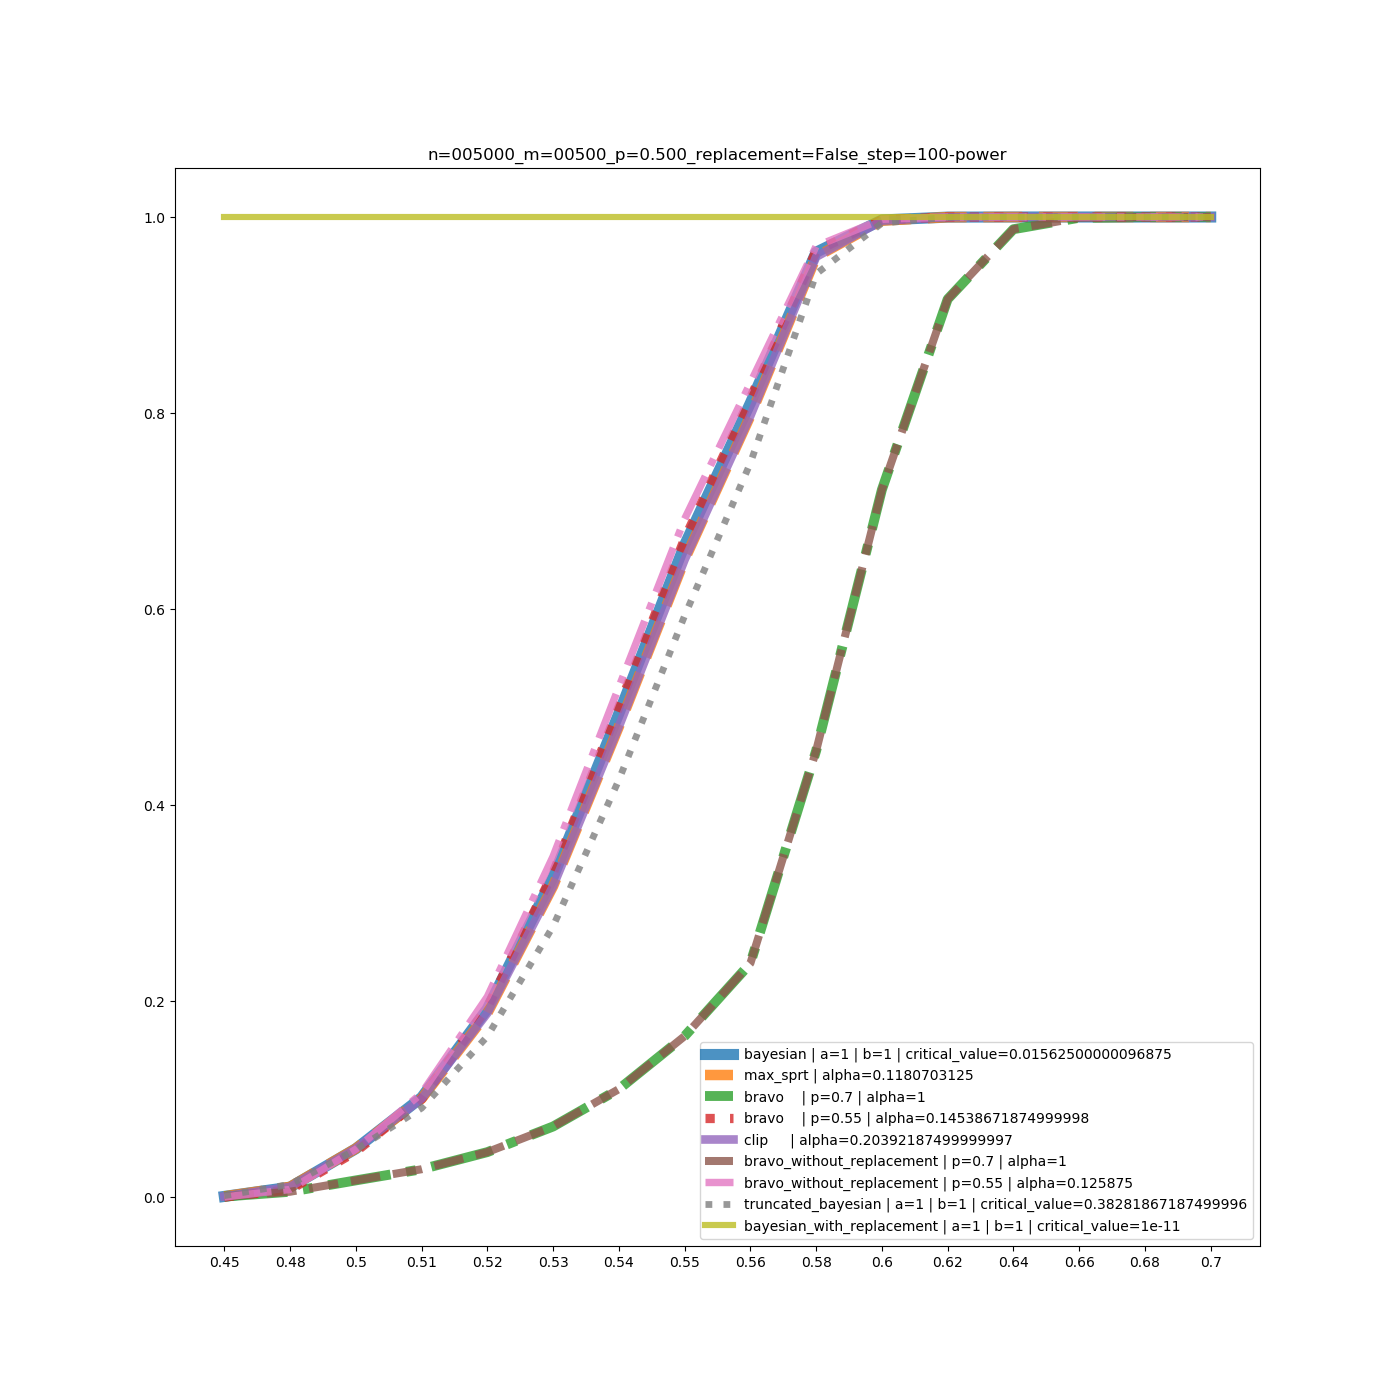 n=005000_m=00500_p=0.500_replacement=False_step=100-power
1.0
0.8
0.6
0.4
0.2
0.0
bayesian | a=1 | b=1 | critical_value=0.01562500000096875
max_sprt | alpha=0.1180703125
bravo    | p=0.7 | alpha=1
bravo    | p=0.55 | alpha=0.14538671874999998
clip     | alpha=0.20392187499999997
bravo_without_replacement | p=0.7 | alpha=1
bravo_without_replacement | p=0.55 | alpha=0.125875
truncated_bayesian | a=1 | b=1 | critical_value=0.38281867187499996
bayesian_with_replacement | a=1 | b=1 | critical_value=1e-11
0.45 0.48 0.5 0.51 0.52 0.53 0.54 0.55 0.56 0.58 0.6 0.62 0.64 0.66 0.68 0.7